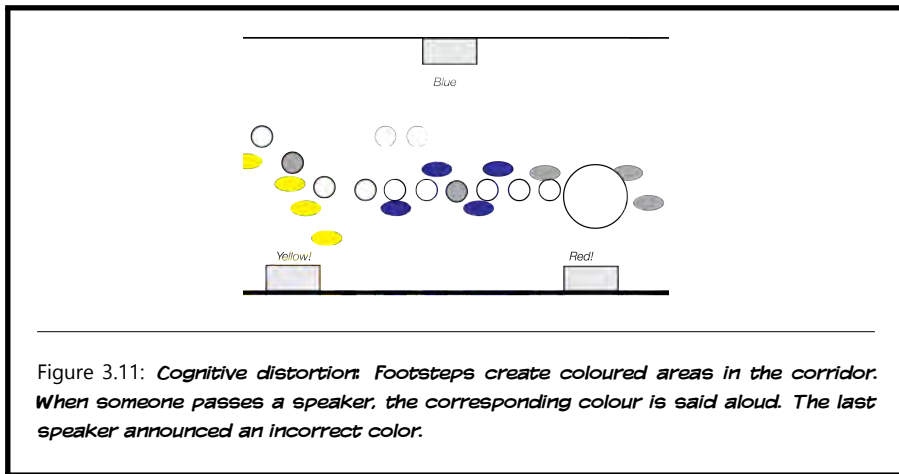 Blue
Yellow!
Red!
Figure 3.11: Cognitive distortion: Footsteps create coloured areas in the corridor.
When someone passes a speaker, the corresponding colour is said aloud. The last
speaker announced an incorrect color.